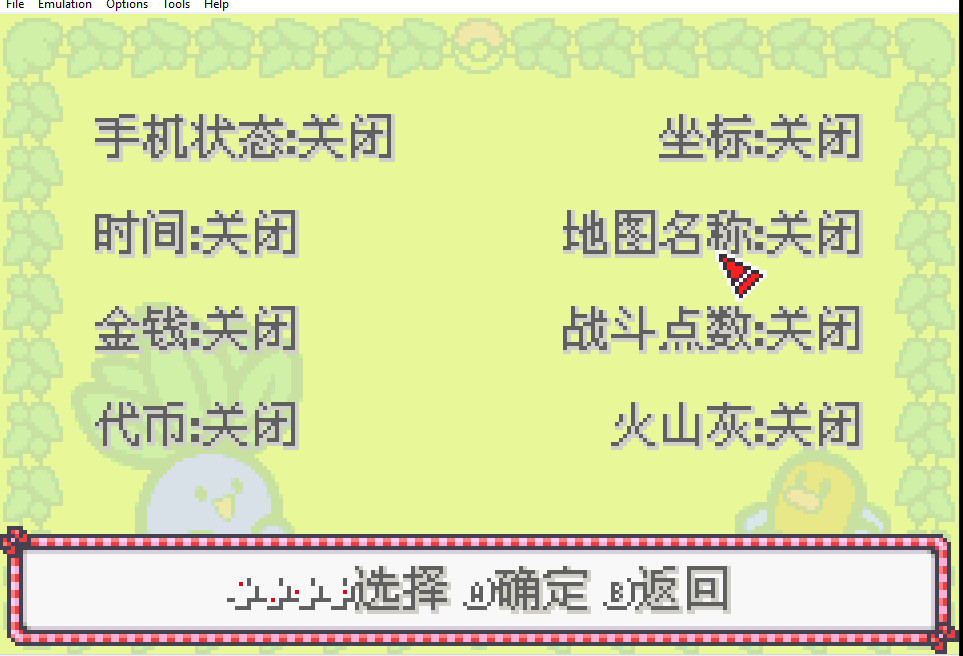 File Emulation Options Tools Help
手机状态:关闭 坐标:关闭
时间:关闭 地图名称:关闭
金钱:关闭 战斗点数:关闭
代币:关闭 火山灰:关闭
选择 A确定 B返回